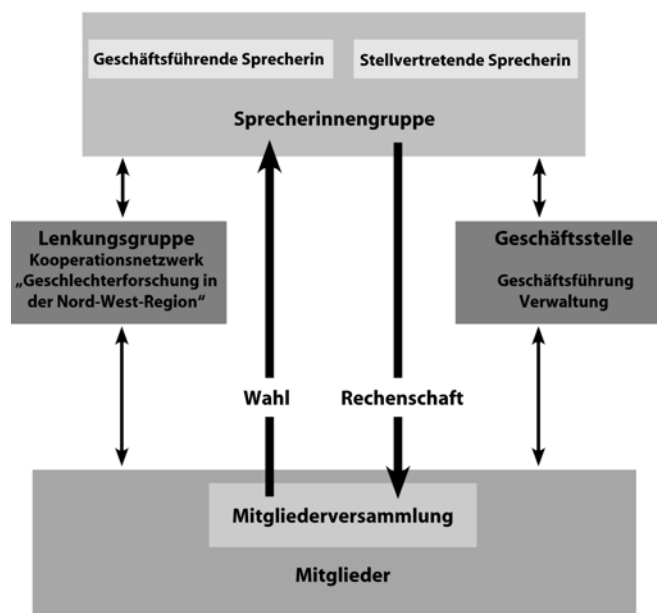 Geschäftsführende Sprecherin
Stellvertretende Sprecherin
Sprecherinnengruppe
Lenkungsgruppe
Kooperationsnetzwerk
„Geschlechterforschung in
der Nord-West-Region“
Geschäftsstelle
Geschäftsführung
Verwaltung
Wahl
Rechenschaft
Mitgliederversammlung
Mitglieder